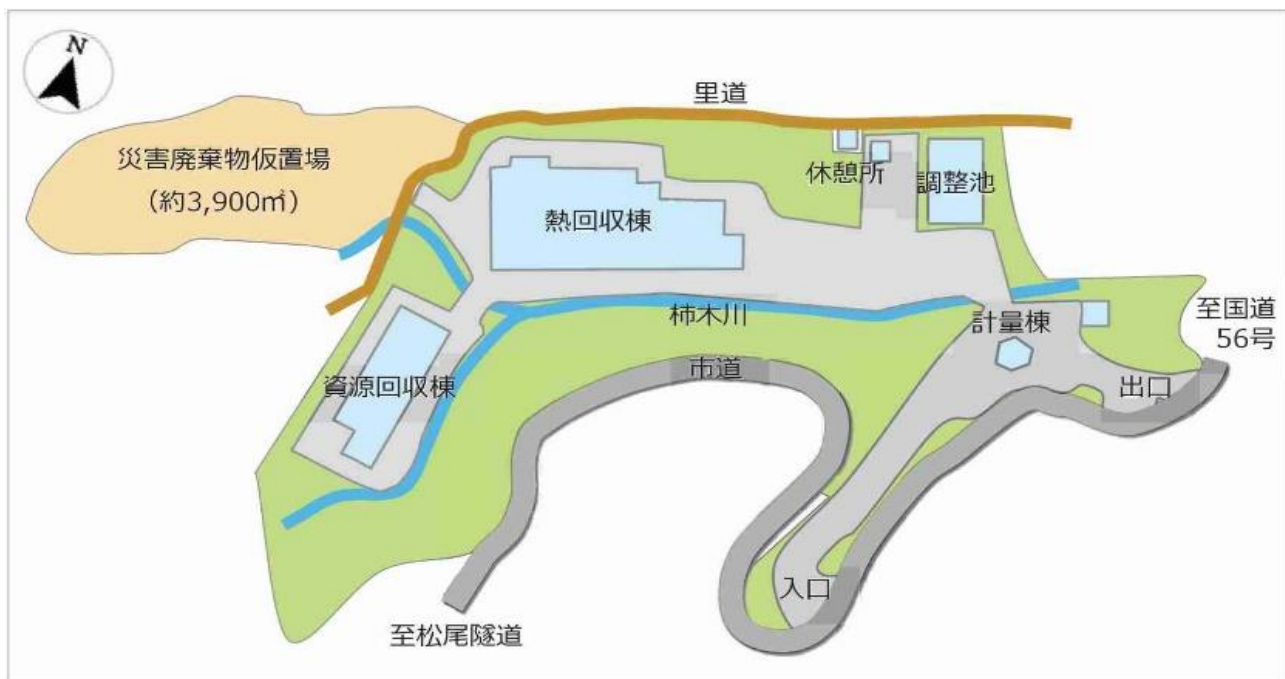 N
里道
災害廃棄物仮置場
（約3,900㎡）
休憩所
調整池
熱回収棟
柿木川
計量棟
至国道
56号
市道
資源回収棟
出口
入口
至松尾隧道